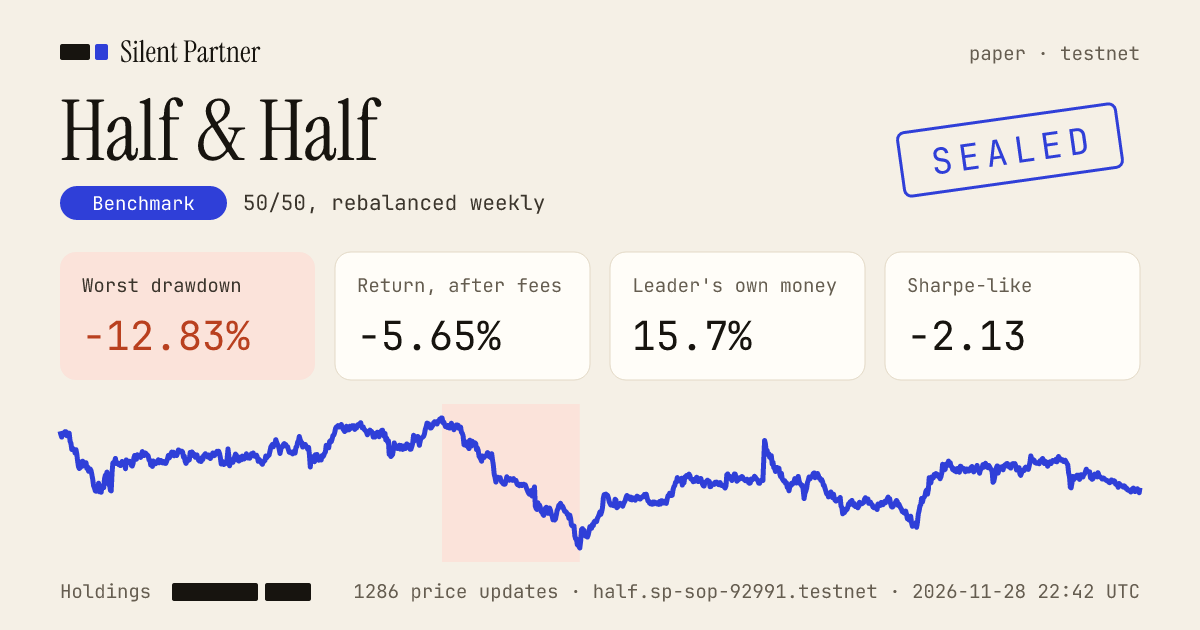 Silent Partner
paper · testnet
Half & Half
SEALED
Benchmark
50/50, rebalanced weekly
Worst drawdown
-12.83%
Return, after fees
-5.65%
Leader's own money
15.7%
Sharpe-like
-2.13
Holdings
1286 price updates · half.sp-sop-92991.testnet · 2026-11-28 22:42 UTC